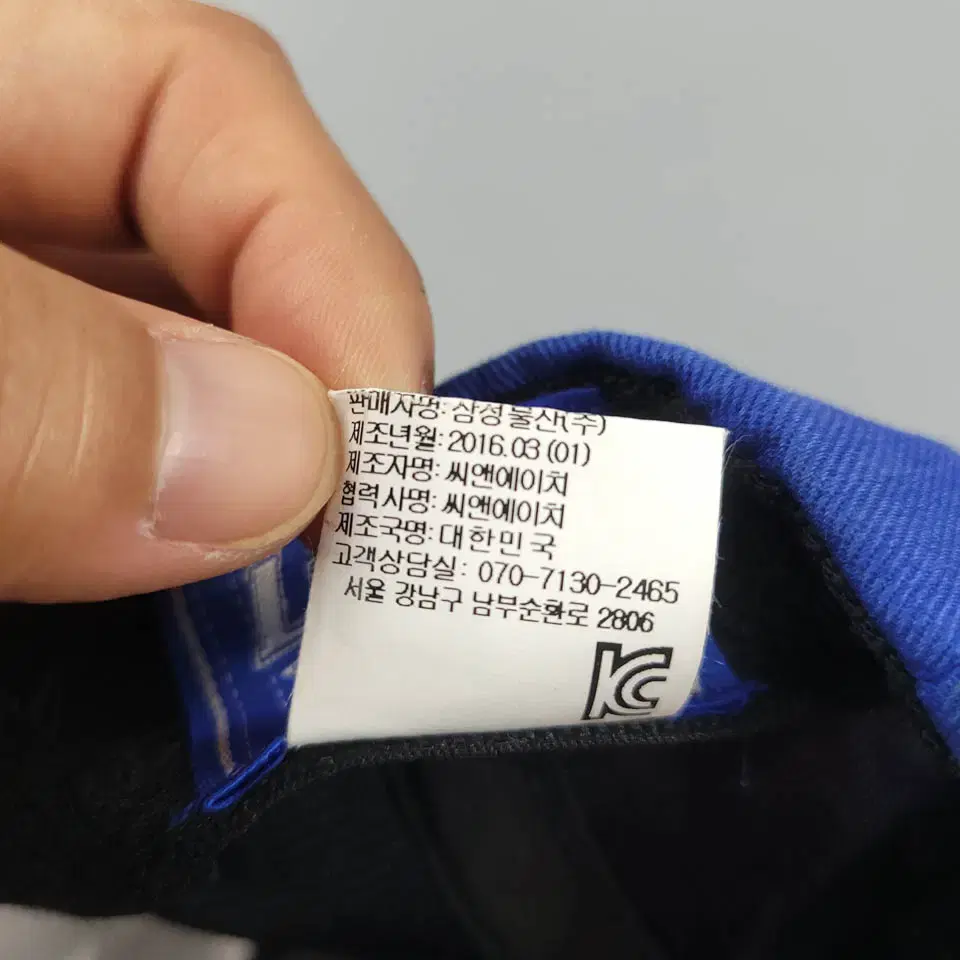 판매자명: 삼성물산(주)
제조년월: 2016.03 (01)
제조자명: 씨앤에이치
협력사명: 씨앤에이치
제조국명: 대한민국
고객상담실: 070-7130-2465
서울 강남구 남부순환로 2806
KC